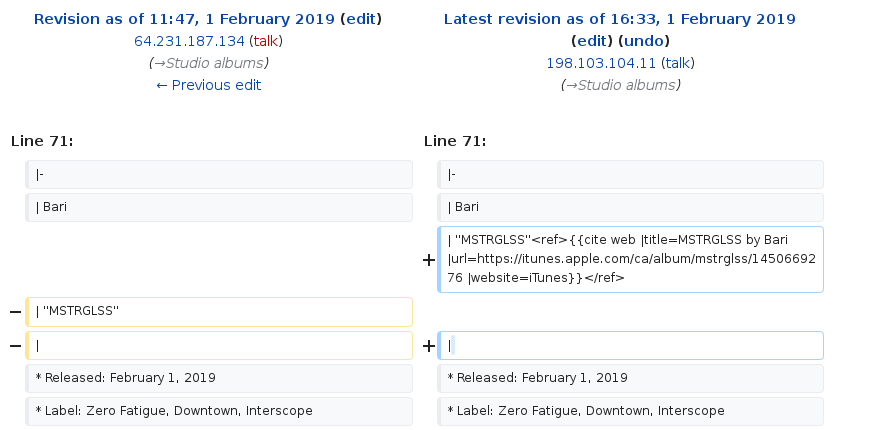 Revision as of 11:47, 1 February 2019 (edit)
64.231.187.134 (talk)
(→Studio albums)
← Previous edit
Latest revision as of 16:33, 1 February 2019
(edit) (undo)
198.103.104.11 (talk)
(→Studio albums)
Line 71:
Line 71:
|-
|-
| Bari
| Bari
+ | "MSTRGLSS"<ref>{{cite web |title=MSTRGLSS by Bari
|url=https://itunes.apple.com/ca/album/mstrglss/14506692
76 |website=iTunes}}</ref>
− | "MSTRGLSS"
− |
+ |
* Released: February 1, 2019
* Released: February 1, 2019
* Label: Zero Fatigue, Downtown, Interscope
* Label: Zero Fatigue, Downtown, Interscope